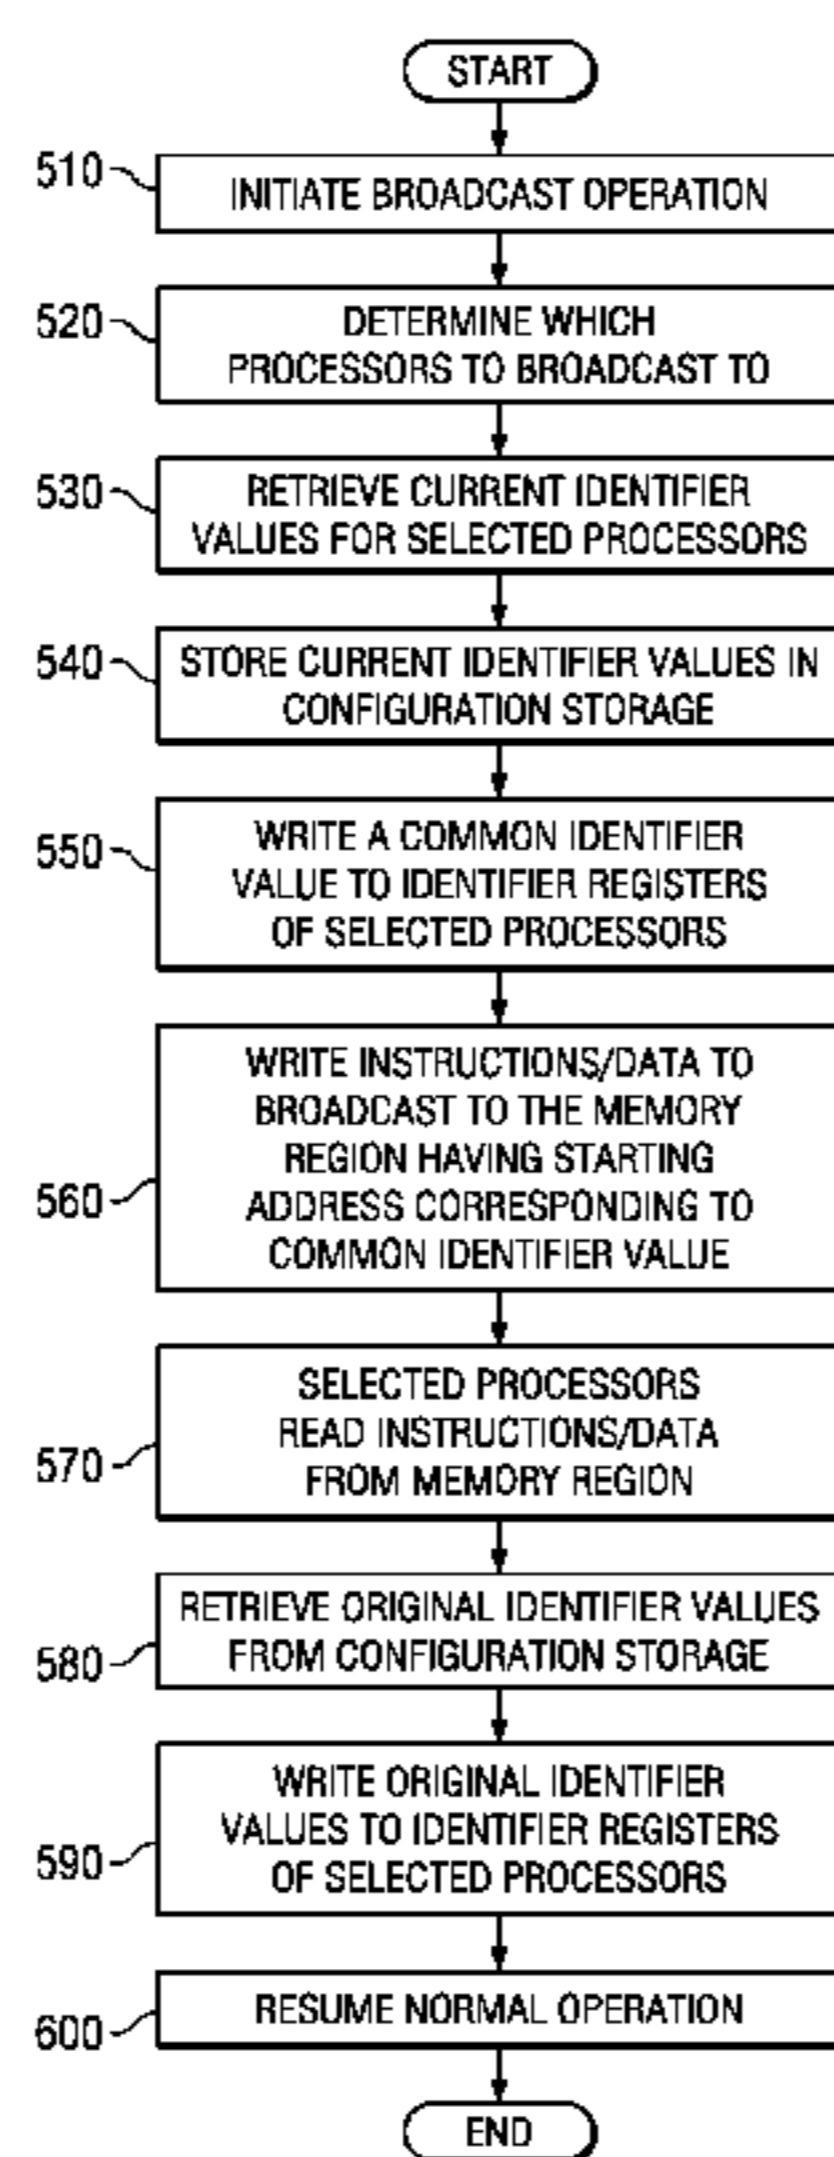 START
510
INITIATE BROADCAST OPERATION
520
DETERMINE WHICH
PROCESSORS TO BROADCAST TO
530
RETRIEVE CURRENT IDENTIFIER
VALUES FOR SELECTED PROCESSORS
540
STORE CURRENT IDENTIFIER VALUES IN
CONFIGURATION STORAGE
550
WRITE A COMMON IDENTIFIER
VALUE TO IDENTIFIER REGISTERS
OF SELECTED PROCESSORS
560
WRITE INSTRUCTIONS/DATA TO
BROADCAST TO THE MEMORY
REGION HAVING STARTING
ADDRESS CORRESPONDING TO
COMMON IDENTIFIER VALUE
570
SELECTED PROCESSORS
READ INSTRUCTIONS/DATA
FROM MEMORY REGION
580
RETRIEVE ORIGINAL IDENTIFIER VALUES
FROM CONFIGURATION STORAGE
590
WRITE ORIGINAL IDENTIFIER
VALUES TO IDENTIFIER REGISTERS
OF SELECTED PROCESSORS
600
RESUME NORMAL OPERATION
END